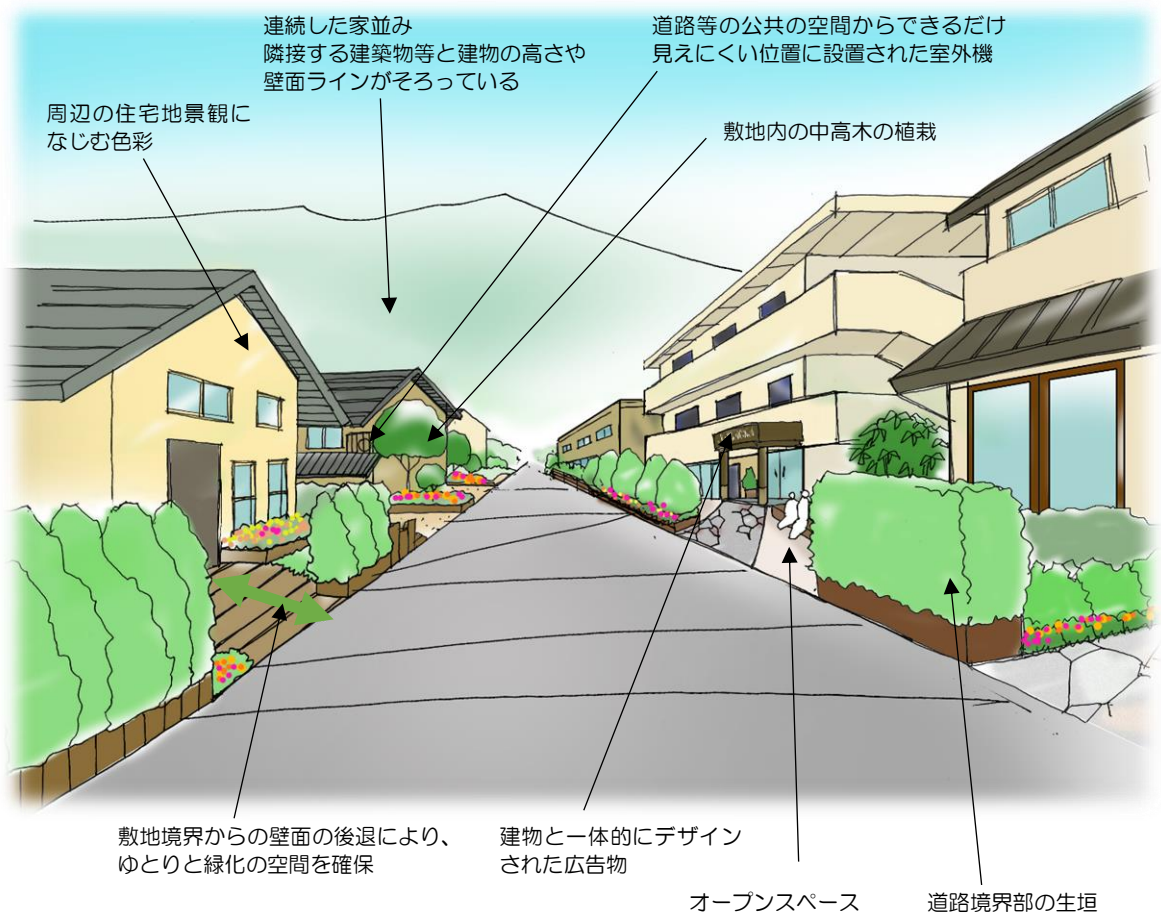 連続した家並み
隣接する建築物等と建物の高さや
壁面ラインがそろっている
道路等の公共の空間からできるだけ
見えにくい位置に設置された室外機
周辺の住宅地景観に
なじむ色彩
敷地内の中高木の植栽
敷地境界からの壁面の後退により、
ゆとりと緑化の空間を確保
建物と一体的にデザイン
された広告物
オープンスペース
道路境界部の生垣